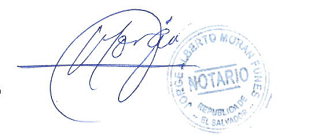 JORGE ALBERTO MORAN FUNES
NOTARIO
REPUBLICA DE
EL SALVADOR